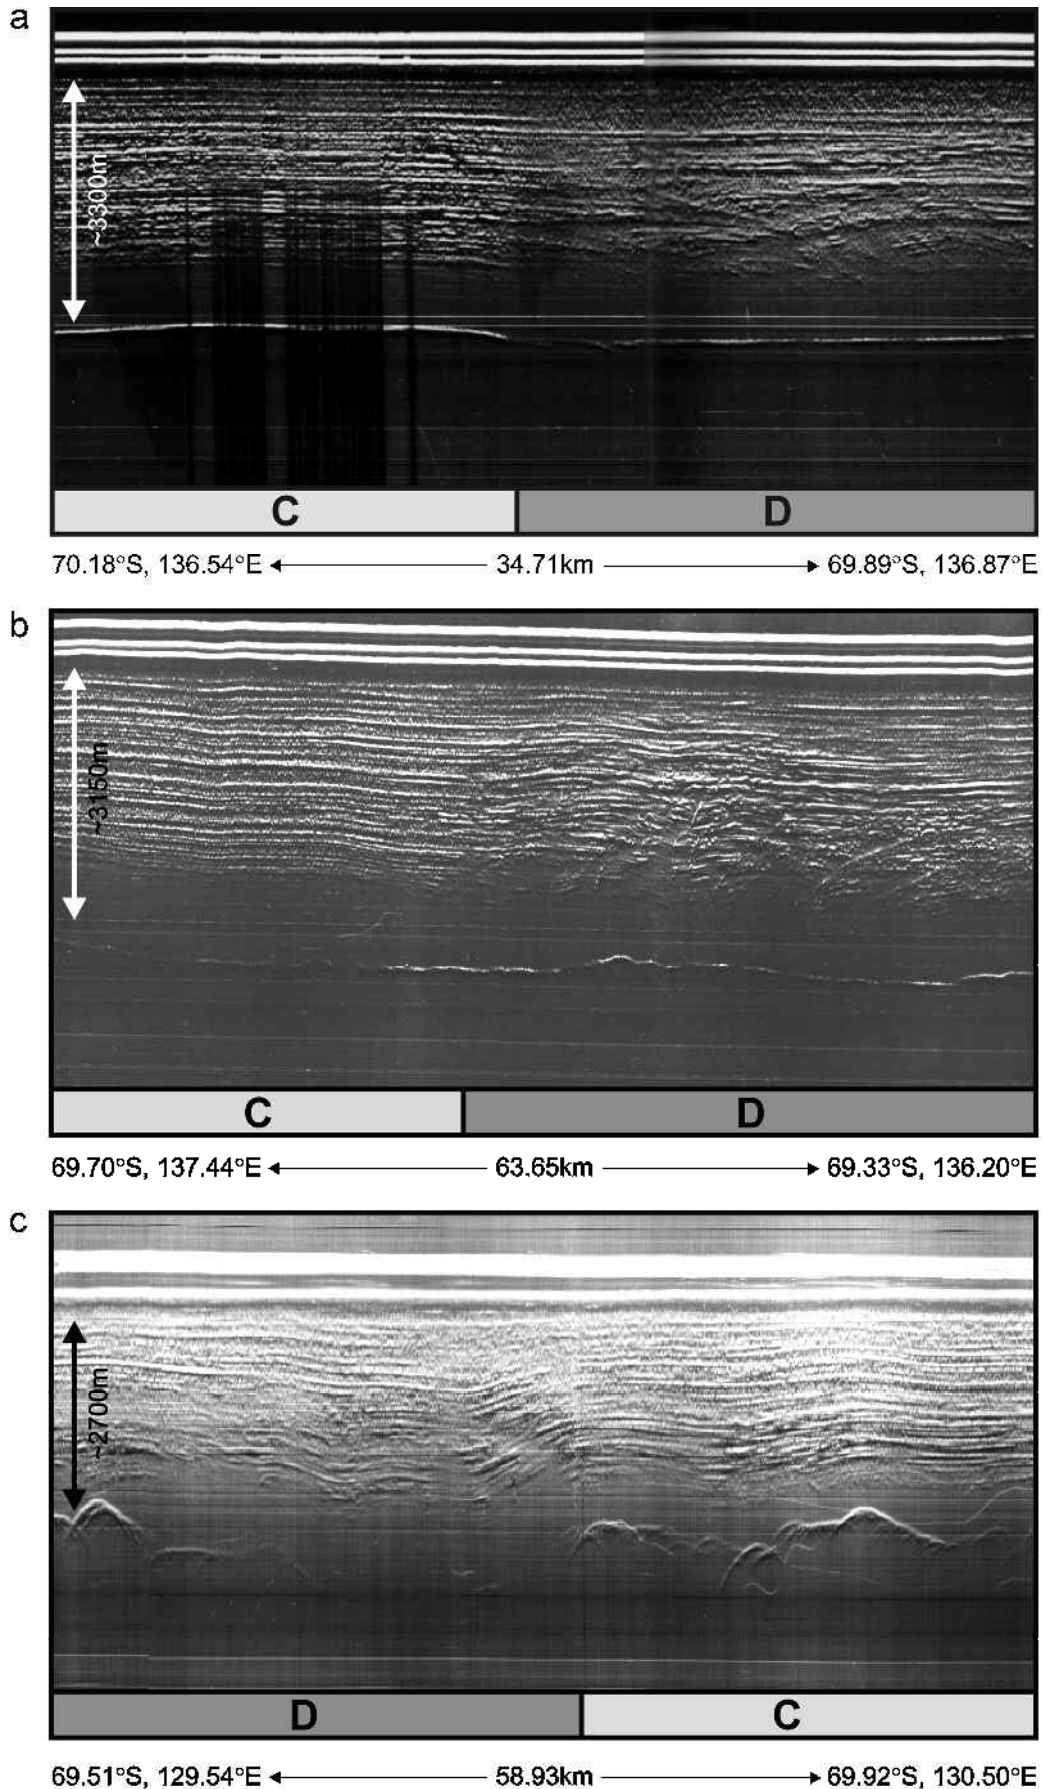 a
~3300m
C D
70.18°S, 136.54°E 34.71km 69.89°S, 136.87°E
b
~3150m
C D
69.70°S, 137.44°E 63.65km 69.33°S, 136.20°E
c
~2700m
D C
69.51°S, 129.54°E 58.93km 69.92°S, 130.50°E